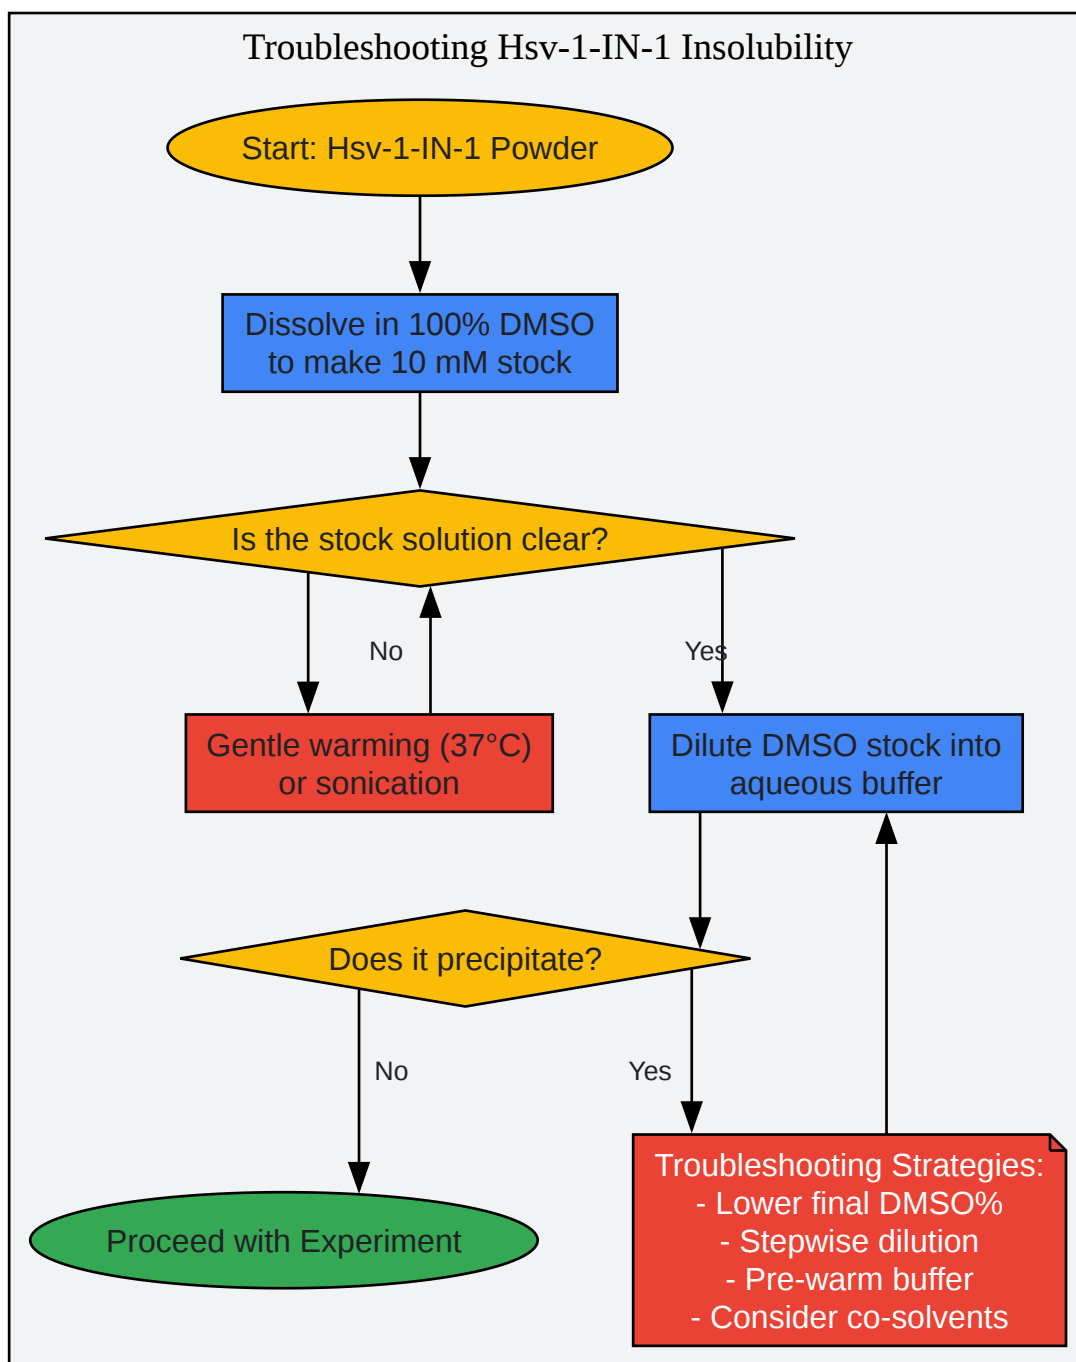 Troubleshooting Hsv-1-IN-1 Insolubility
Start: Hsv-1-IN-1 Powder
Dissolve in 100% DMSO
to make 10 mM stock
Is the stock solution clear?
No
Yes
Gentle warming (37°C)
or sonication
Dilute DMSO stock into
aqueous buffer
Does it precipitate?
No
Yes
Proceed with Experiment
Troubleshooting Strategies:
- Lower final DMSO%
- Stepwise dilution
- Pre-warm buffer
- Consider co-solvents